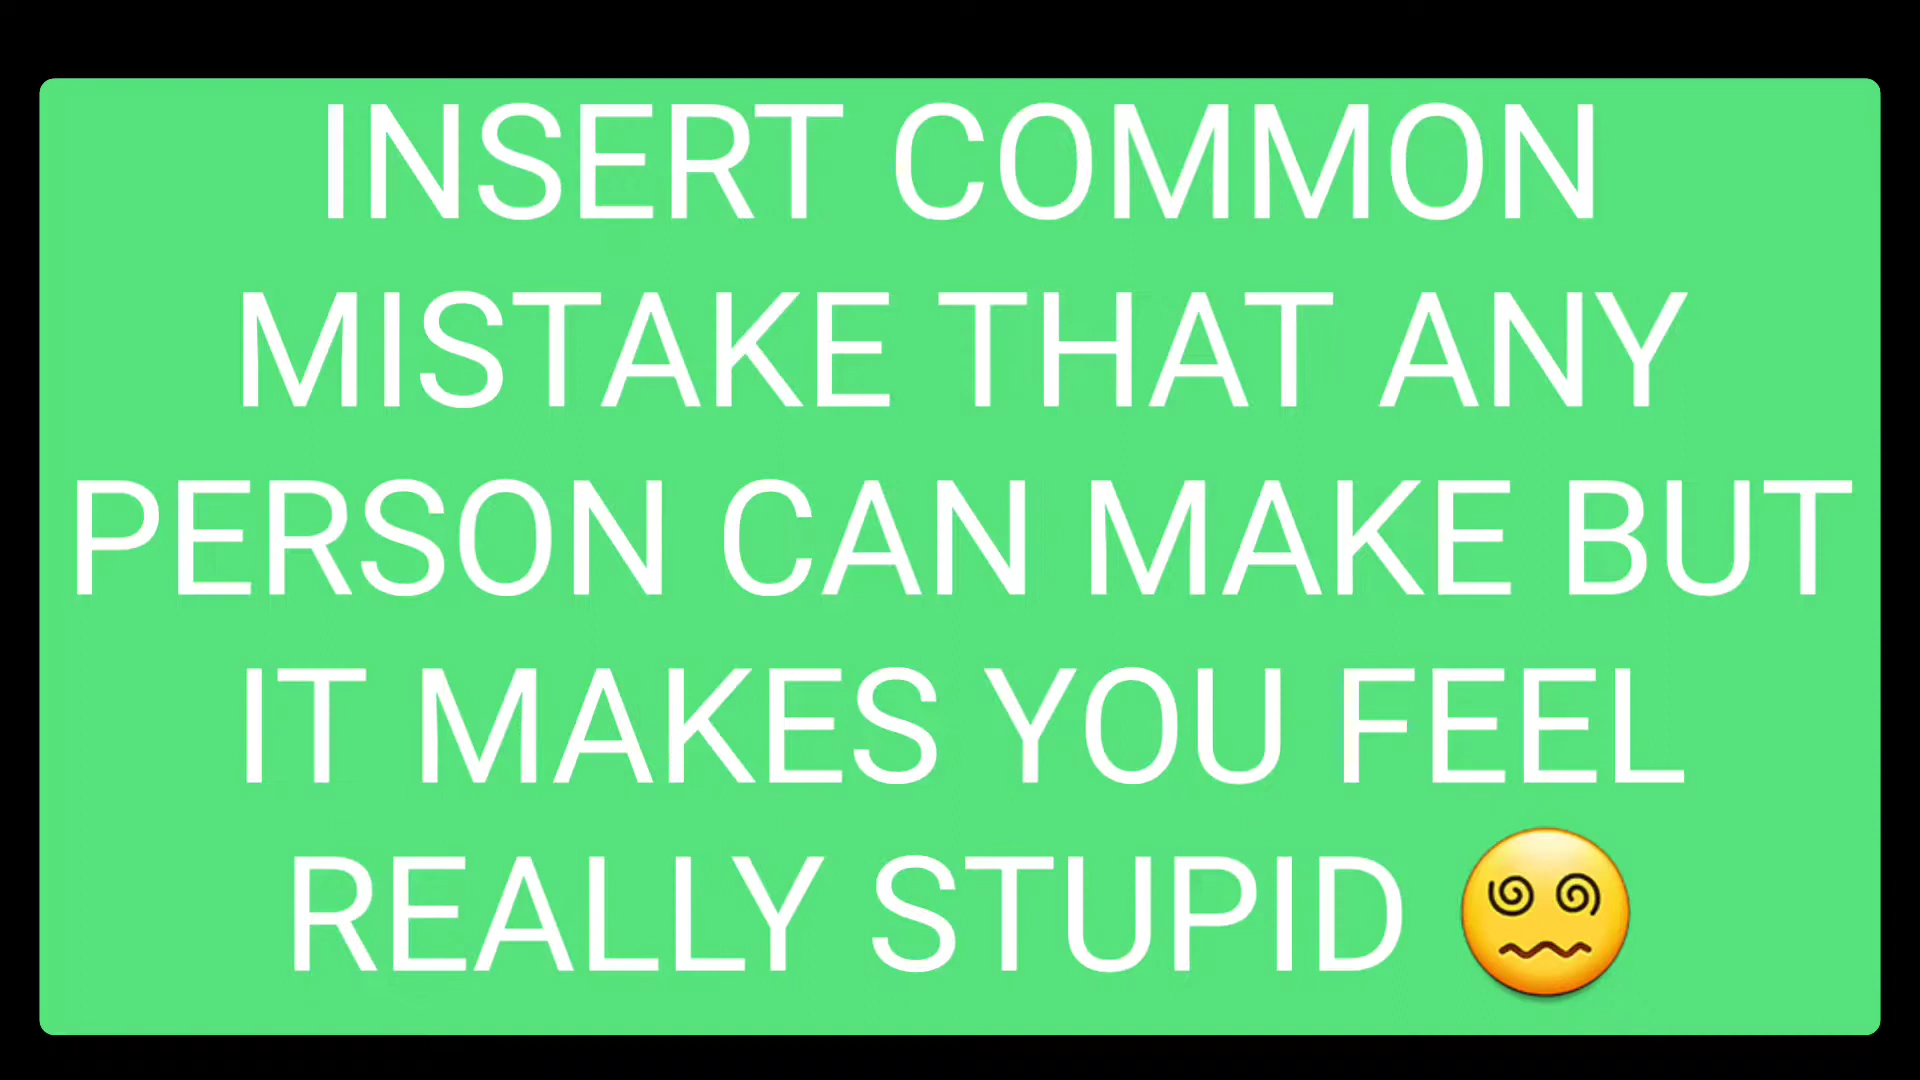 INSERT COMMON
MISTAKE THAT ANY
PERSON CAN MAKE BUT
IT MAKES YOU FEEL
REALLY STUPID 😵‍💫